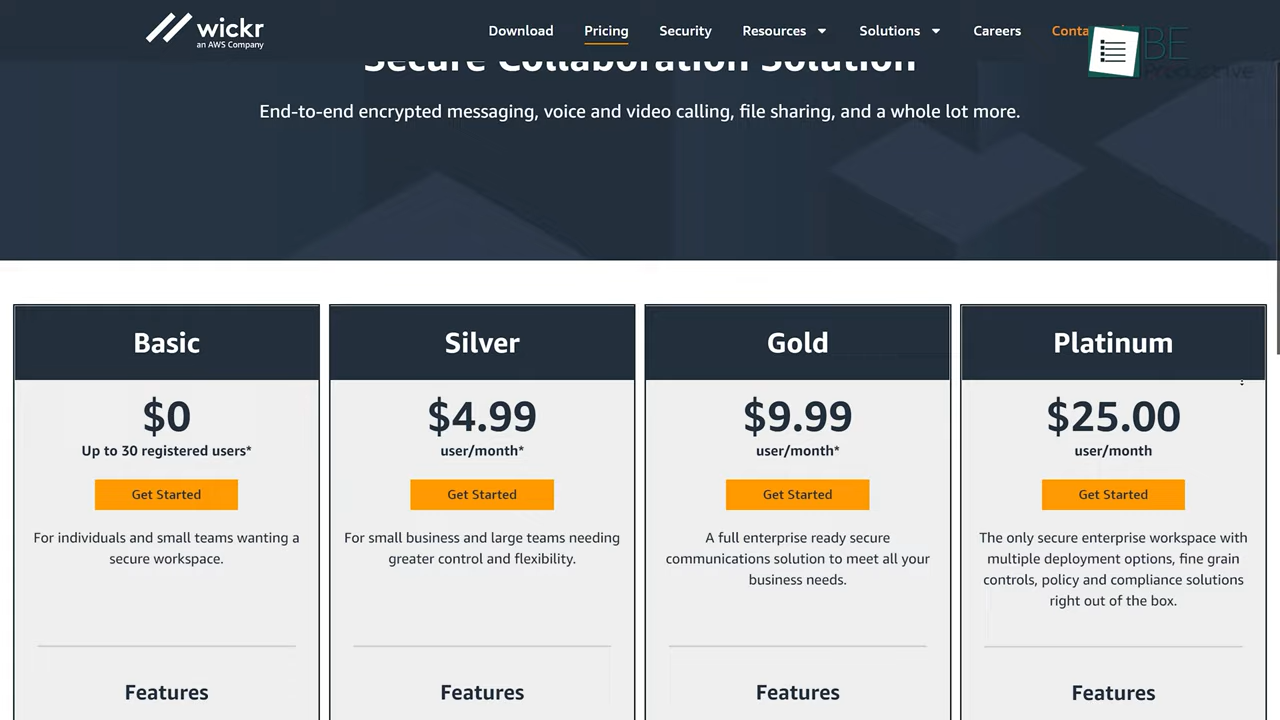 wickr
an AWS Company
Download
Pricing
Security
Resources
Solutions
Careers
BE
Productive
Secure Collaboration Solution
End-to-end encrypted messaging, voice and video calling, file sharing, and a whole lot more.
Basic
$0
Up to 30 registered users*
Get Started
For individuals and small teams wanting a
secure workspace.
Features
Silver
$4.99
user/month*
Get Started
For small business and large teams needing
greater control and flexibility.
Features
Gold
$9.99
user/month*
Get Started
A full enterprise ready secure
communications solution to meet all your
business needs.
Features
Platinum
$25.00
user/month
Get Started
The only secure enterprise workspace with
multiple deployment options, fine grain
controls, policy and compliance solutions
right out of the box.
Features